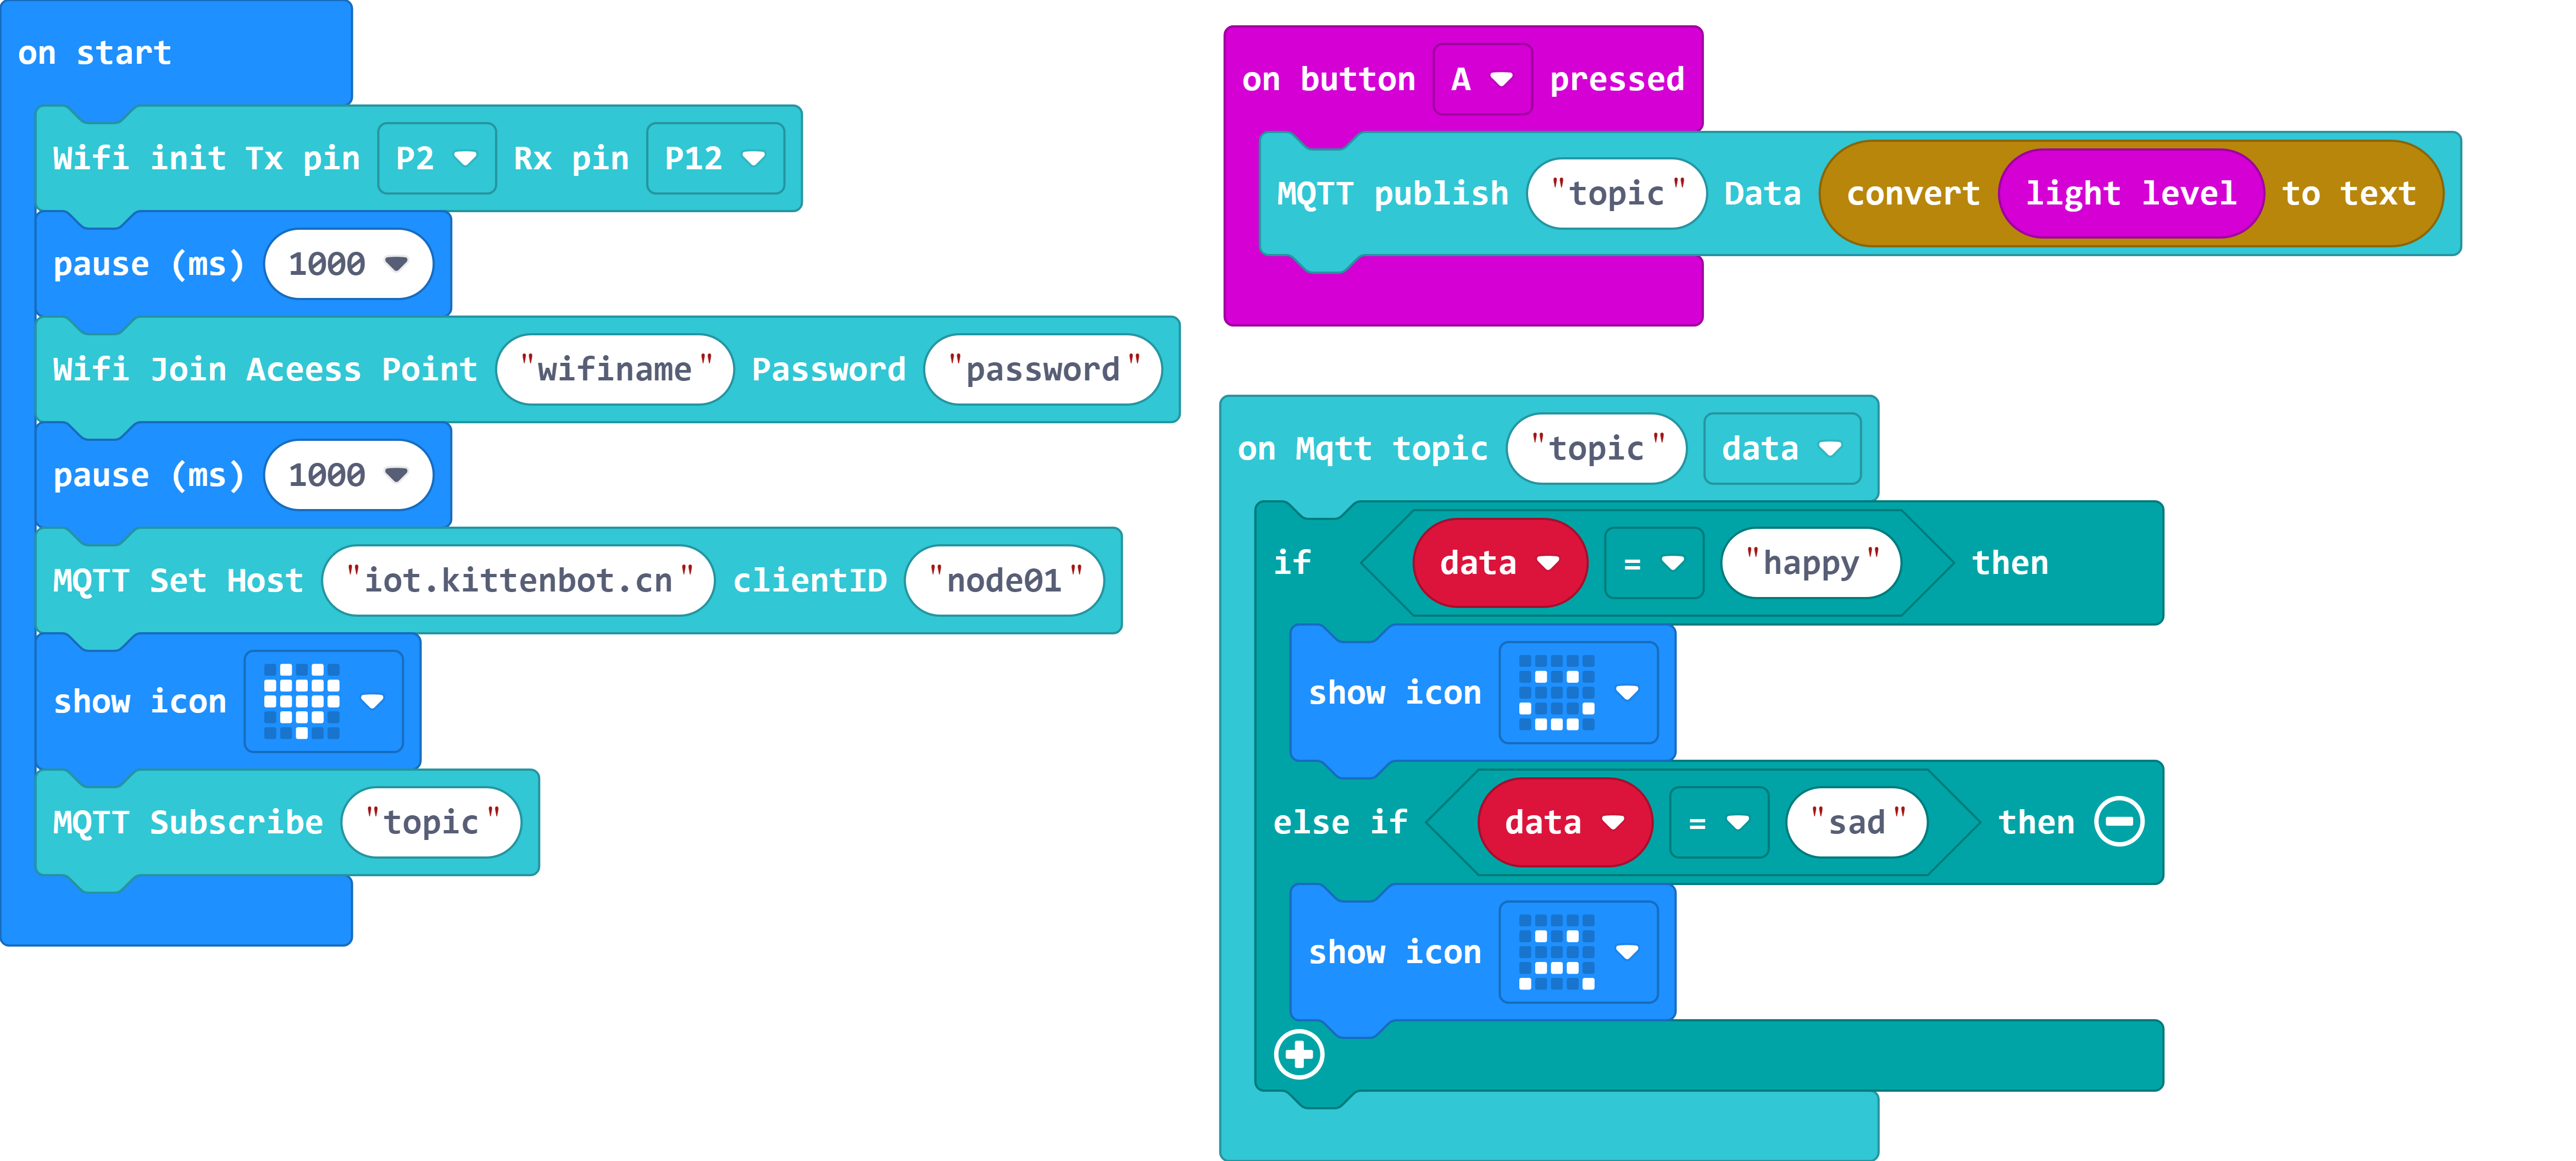 on start
Wifi init Tx pin P2 Rx pin P12
pause (ms) 1000
Wifi Join Aceess Point "wifiname" Password "password"
pause (ms) 1000
MQTT Set Host "iot.kittenbot.cn" clientID "node01"
show icon
MQTT Subscribe "topic"
on button A pressed
MQTT publish "topic" Data convert light level to text
on Mqtt topic "topic" data
if data = "happy" then
show icon
else if data = "sad" then
show icon